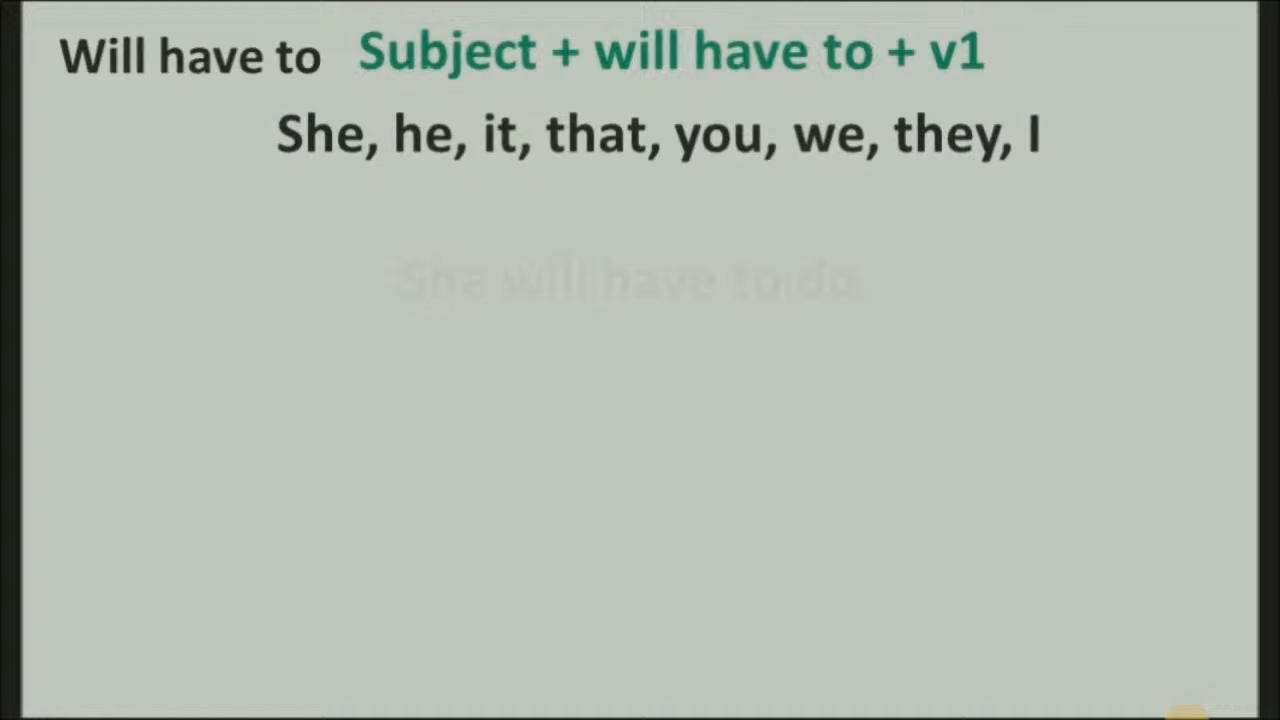 Will have to Subject + will have to + v1
She, he, it, that, you, we, they, I
She will have to do